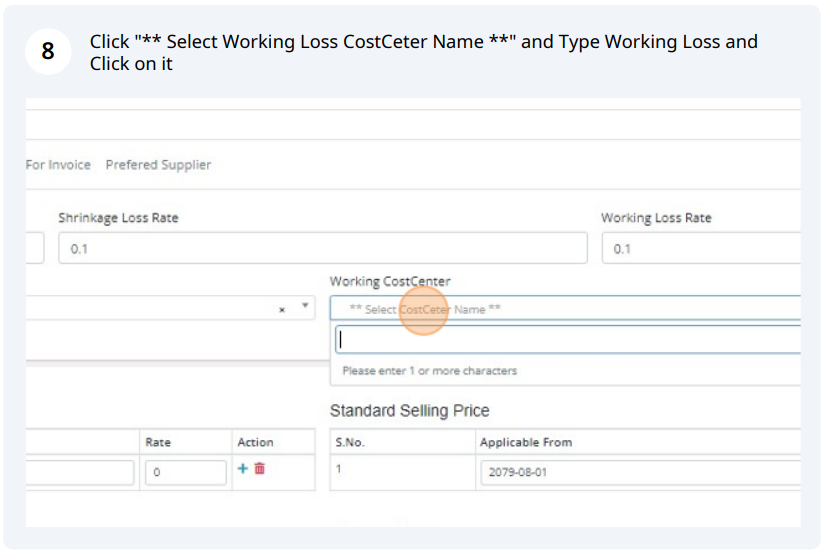 8
Click "** Select Working Loss CostCeter Name **" and Type Working Loss and
Click on it
For Invoice Prefered Supplier
Shrinkage Loss Rate Working Loss Rate
0.1 0.1
Working CostCenter
× ** Select CostCeter Name **
Please enter 1 or more characters
Standard Selling Price
Rate Action S.No. Applicable From
0 1 2079-08-01